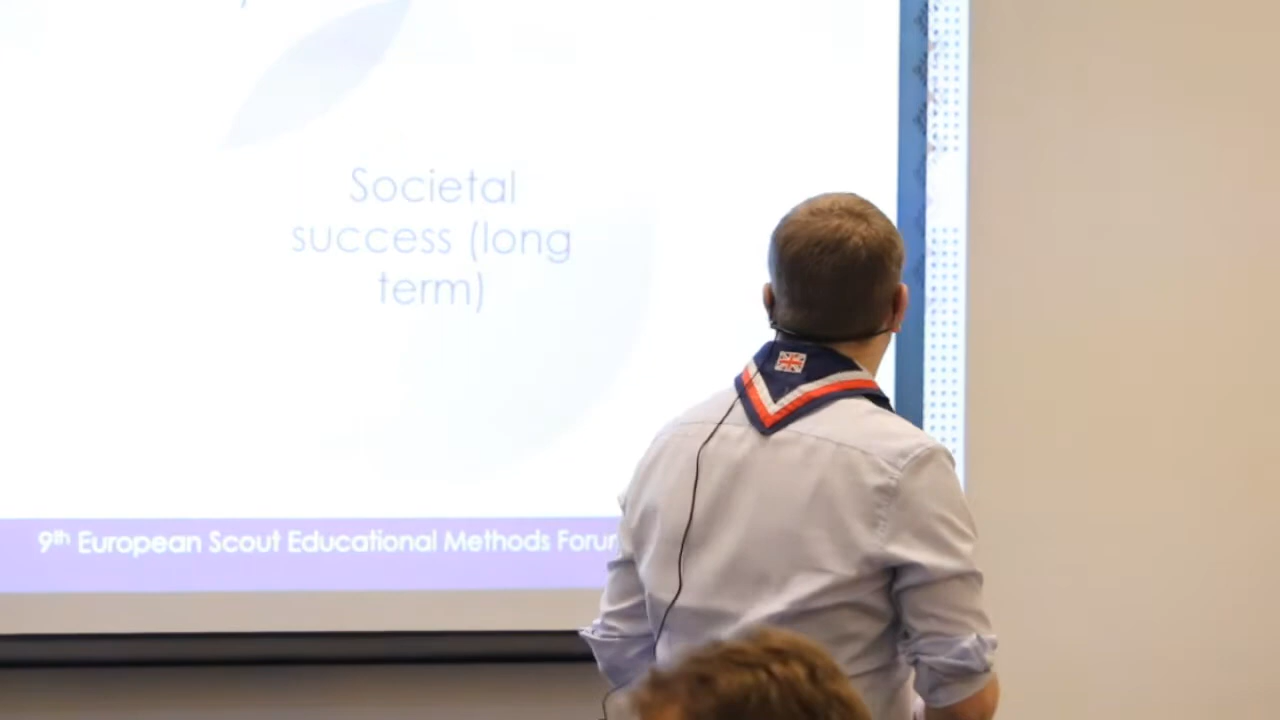 Societal
success (long
term)
9th European Scout Educational Methods Forum